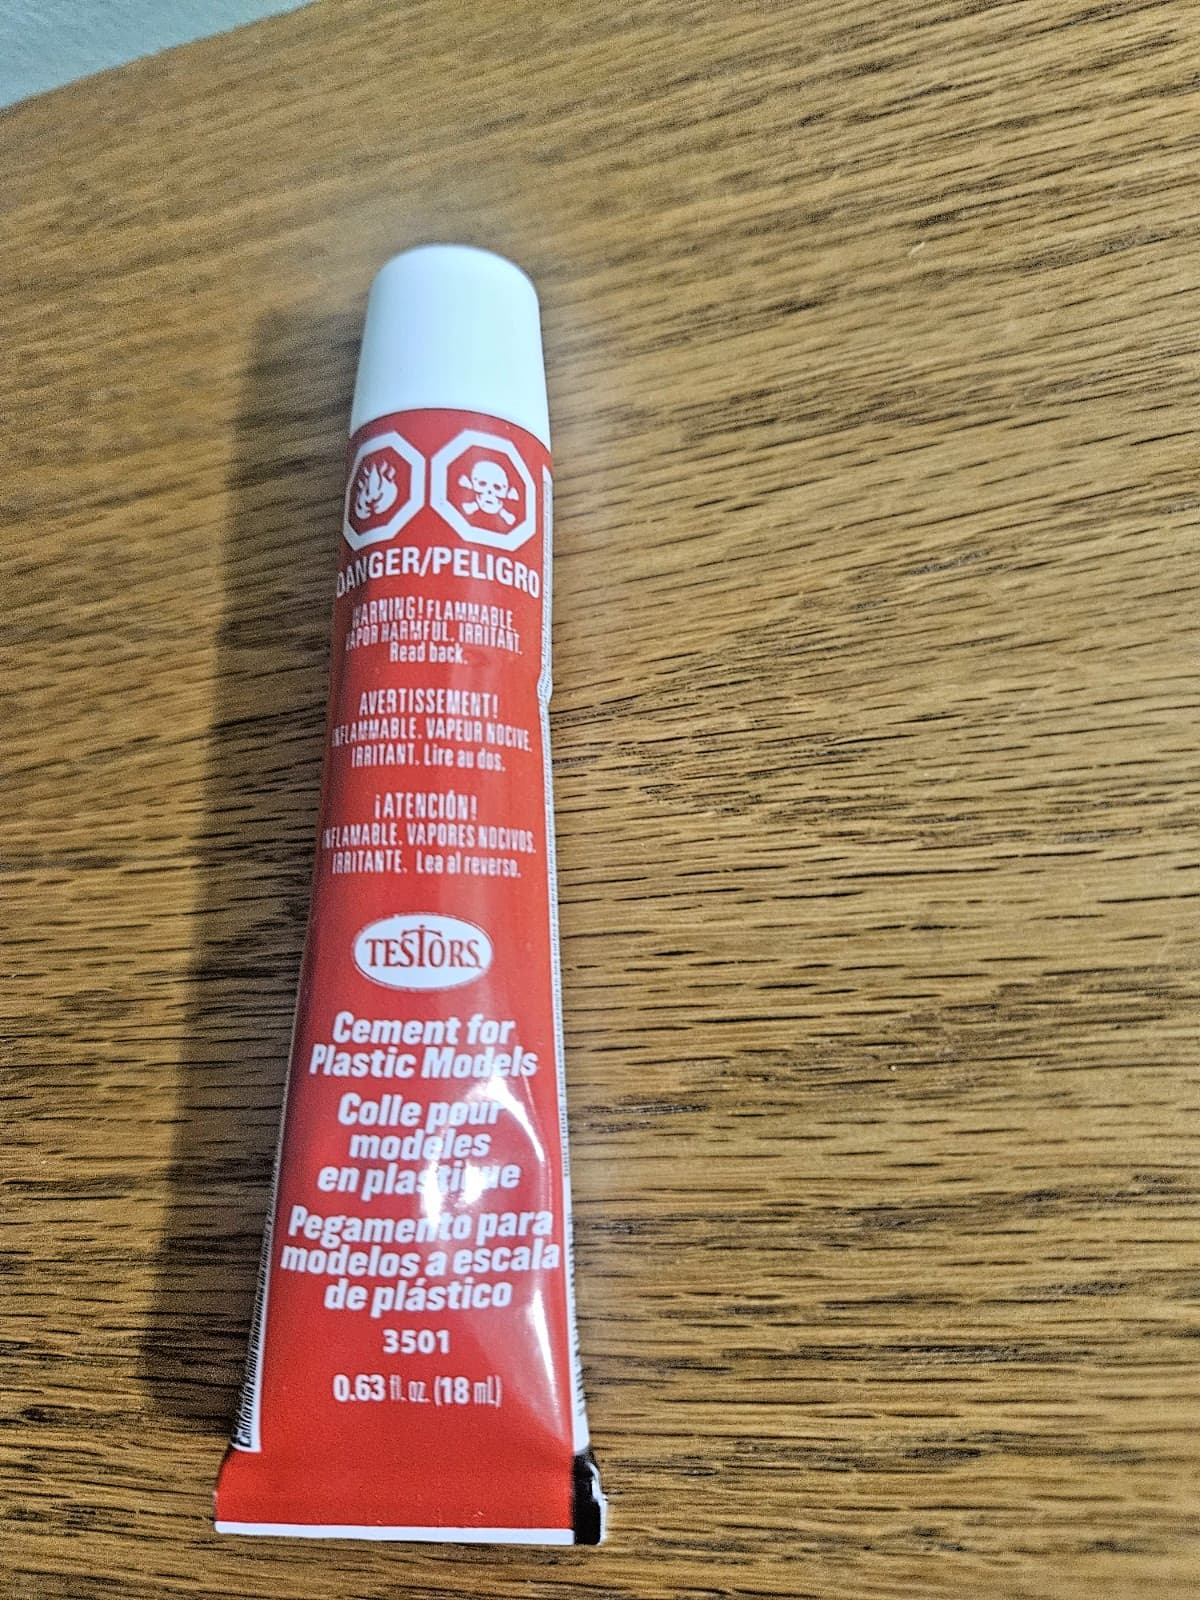 DANGER/PELIGRO
WARNING! FLAMMABLE.
VAPOR HARMFUL. IRRITANT.
Read back.
AVERTISSEMENT!
INFLAMMABLE. VAPEUR NOCIVE.
IRRITANT. Lire au dos.
¡ATENCIÓN!
INFLAMABLE. VAPORES NOCIVOS.
IRRITANTE. Lea al reverso.
TESTORS
Cement for
Plastic Models
Colle pour
modeles
en plastique
Pegamento para
modelos a escala
de plástico
3501
0.63 fl. oz. (18 mL)